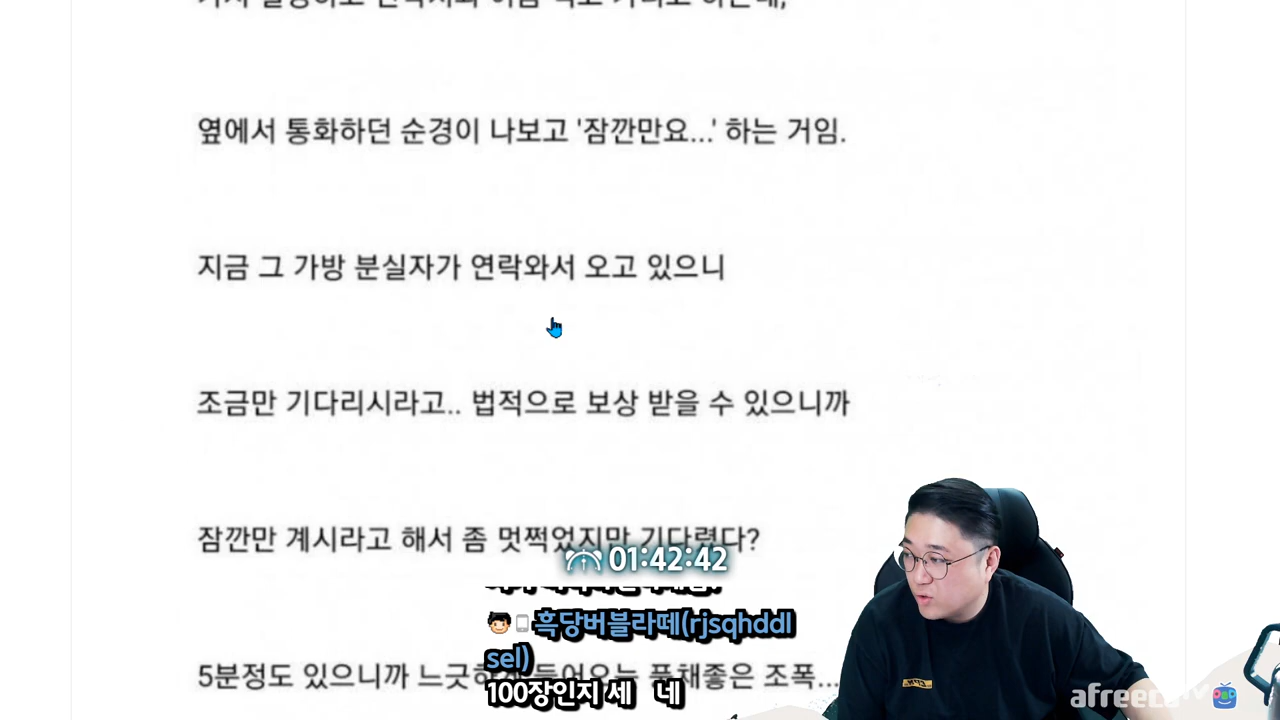 옆에서 통화하던 순경이 나보고 '잠깐만요...' 하는 거임.
지금 그 가방 분실자가 연락와서 오고 있으니
조금만 기다리시라고.. 법적으로 보상 받을 수 있으니까
잠깐만 계시라고 해서 좀 멋쩍었지만 기다렸다?
01:42:42
흑당버블라떼(rjsqhddl
sel)
5분정도 있으니까 느긋하게 들어오는 풍채좋은 조폭...
100장인지 세 네
afreecaTV